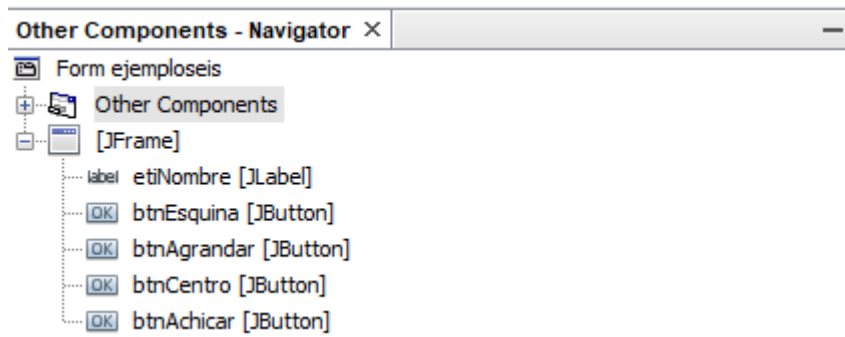 Other Components - Navigator ×
Form ejemploseis
Other Components
[JFrame]
label etiNombre [JLabel]
OK btnEsquina [JButton]
OK btnAgrandar [JButton]
OK btnCentro [JButton]
OK btnAchicar [JButton]